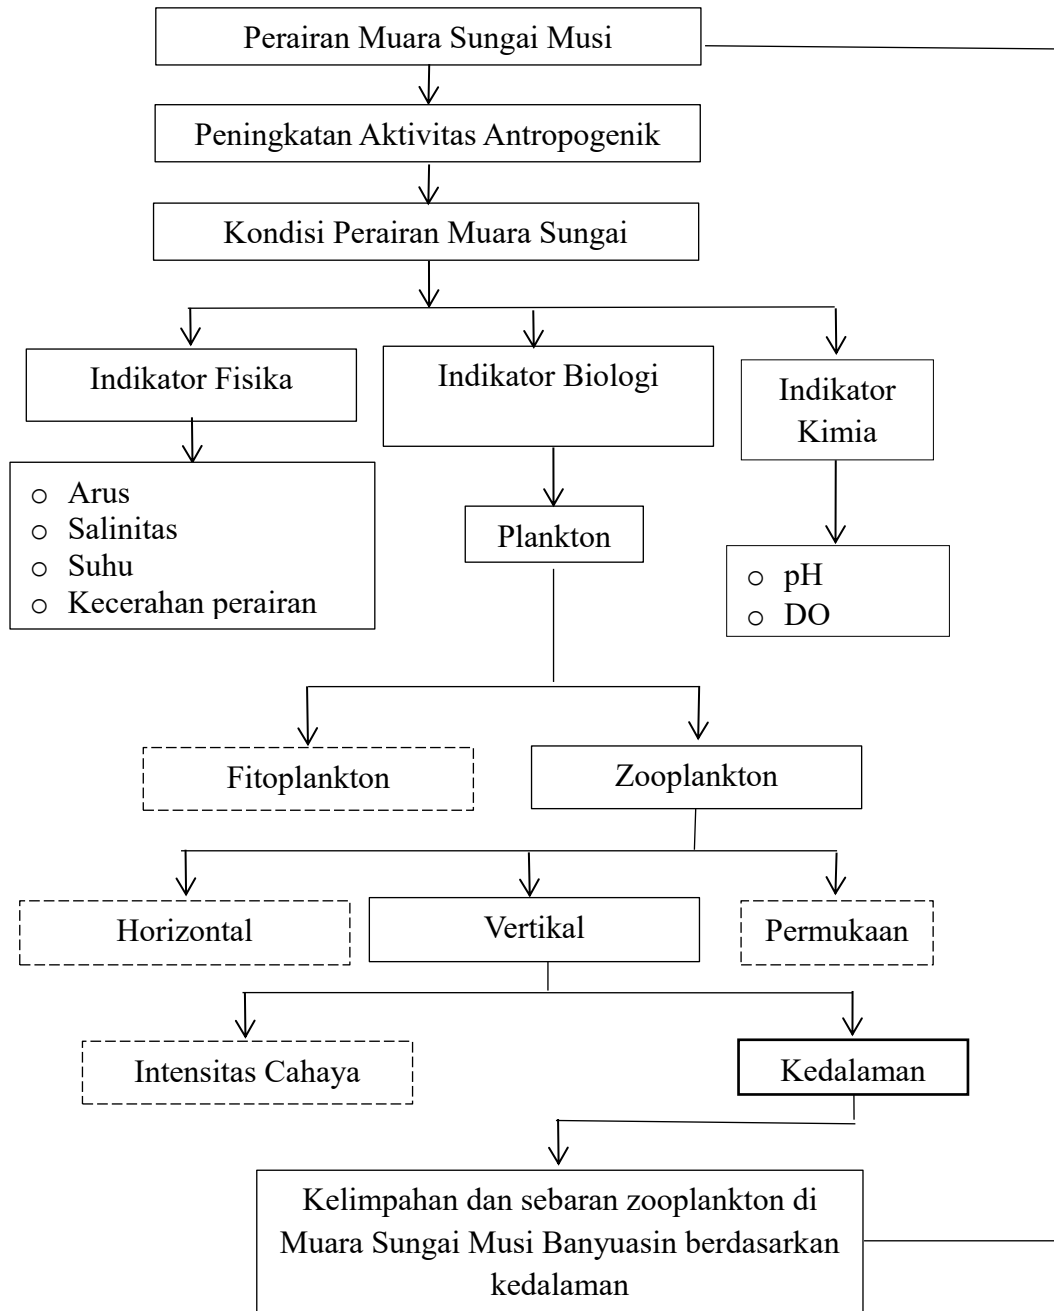 Perairan Muara Sungai Musi
Peningkatan Aktivitas Antropogenik
Kondisi Perairan Muara Sungai
Indikator Fisika
Indikator Biologi
Indikator
Kimia
o Arus
o Salinitas
o Suhu
o Kecerahan perairan
Plankton
o pH
o DO
Fitoplankton
Zooplankton
Horizontal
Vertikal
Permukaan
Intensitas Cahaya
Kedalaman
Kelimpahan dan sebaran zooplankton di
Muara Sungai Musi Banyuasin berdasarkan
kedalaman